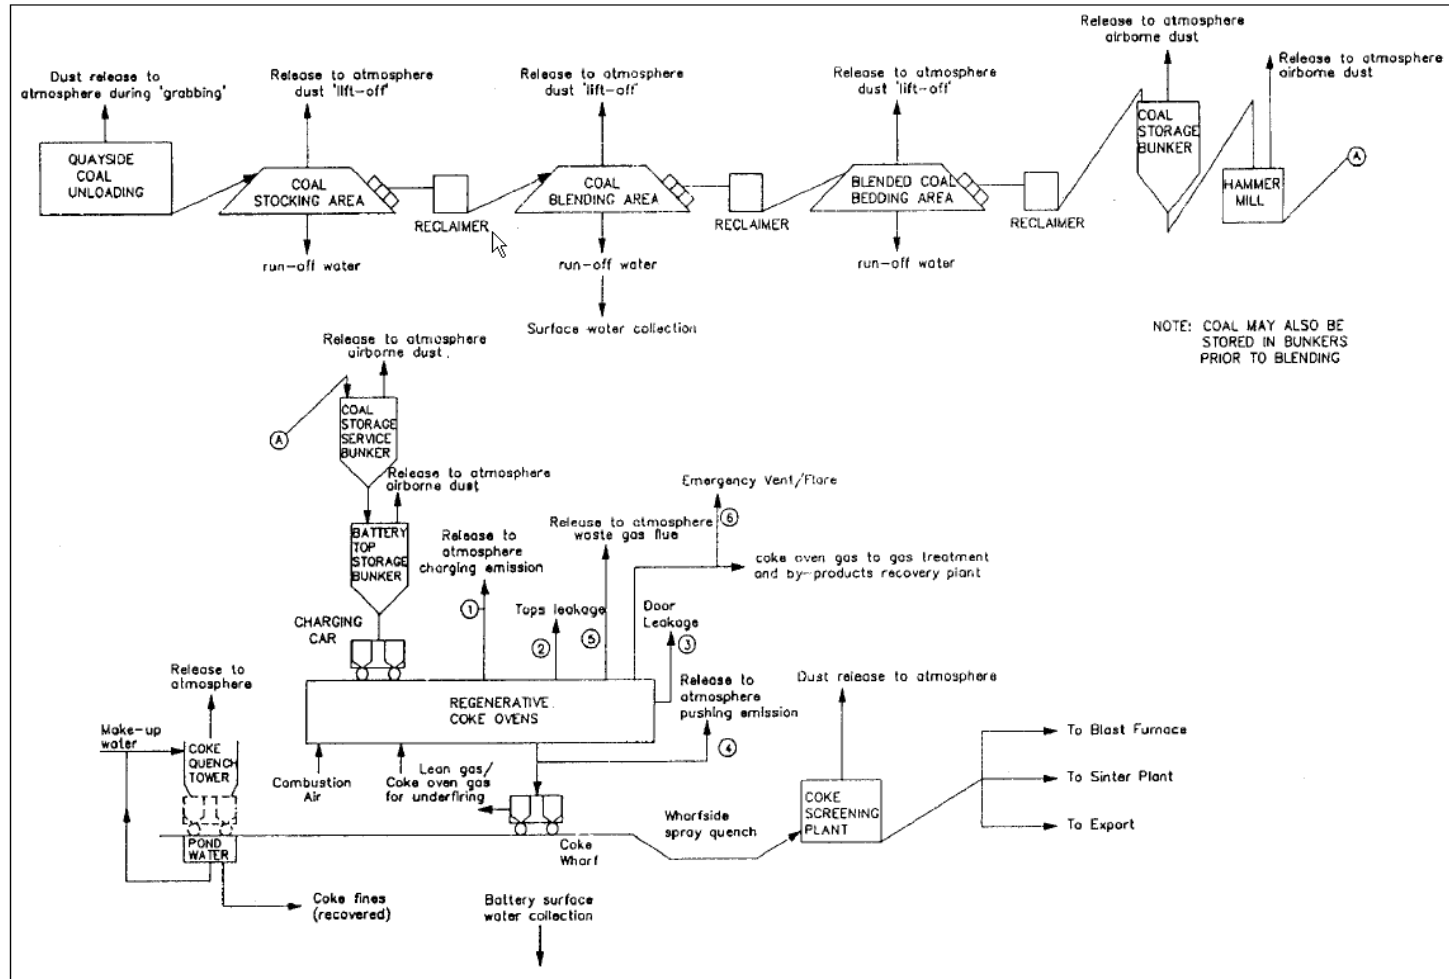 Release to atmosphere
airborne dust
Dust release to
atmosphere during 'grabbing'
Release to atmosphere
dust 'lift-off'
Release to atmosphere
dust 'lift-off'
Release to atmosphere
dust 'lift-off'
Release to atmosphere
airborne dust
QUAYSIDE
COAL
UNLOADING
COAL
STOCKING AREA
RECLAIMER
COAL
BLENDING AREA
RECLAIMER
BLENDED COAL
BEDDING AREA
RECLAIMER
COAL
STORAGE
BUNKER
HAMMER
MILL
A
run-off water
run-off water
run-off water
Surface water collection
NOTE: COAL MAY ALSO BE
STORED IN BUNKERS
PRIOR TO BLENDING
Release to atmosphere
airborne dust.
A
COAL
STORAGE
SERVICE
BUNKER
Release to atmosphere
airborne dust
BATTERY
TOP
STORAGE
BUNKER
CHARGING
CAR
Release to
atmosphere
charging emission
1
Tops leakage
2
Release to atmosphere
waste gas flue
5
Emergency Vent/Flare
6
coke oven gas to gas treatment
and by-products recovery plant
Door
Leakage
3
Release to
atmosphere
pushing emission
4
REGENERATIVE
COKE OVENS
Release to
atmosphere
Make-up
water
COKE
QUENCH
TOWER
POND
WATER
Combustion
Air
Lean gas/
Coke oven gas
for underfiring
Coke
Wharf
Wharfside
spray quench
Dust release to atmosphere
COKE
SCREENING
PLANT
To Blast Furnace
To Sinter Plant
To Export
Coke fines
(recovered)
Battery surface
water collection